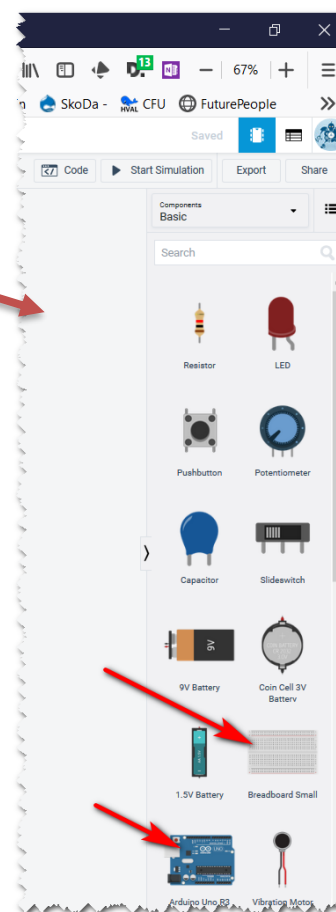 13
67%
SkoDa -
CFU
FuturePeople
Saved
Code
Start Simulation
Export
Share
Components
Basic
Search
Resistor
LED
Pushbutton
Potentiometer
Capacitor
Slideswitch
9V
9V Battery
Coin Cell 3V
Battery
1.5V Battery
Breadboard Small
Arduino Uno R3
Vibration Motor